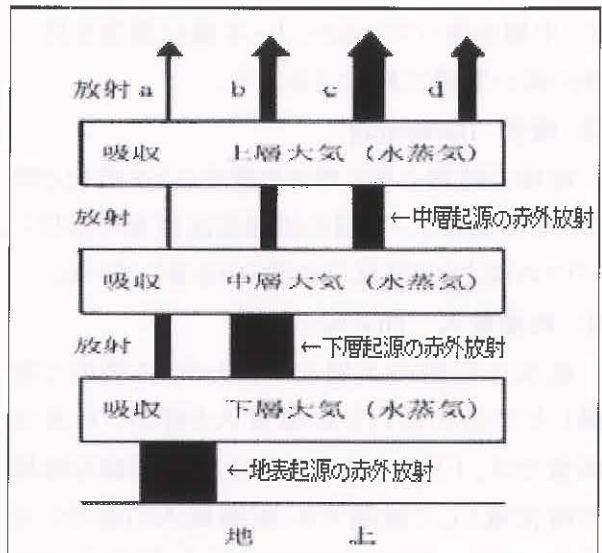 放射 a b c d
吸収 上層大気（水蒸気）
放射 ←中層起源の赤外放射
吸収 中層大気（水蒸気）
放射 ←下層起源の赤外放射
吸収 下層大気（水蒸気）
←地表起源の赤外放射
地 上